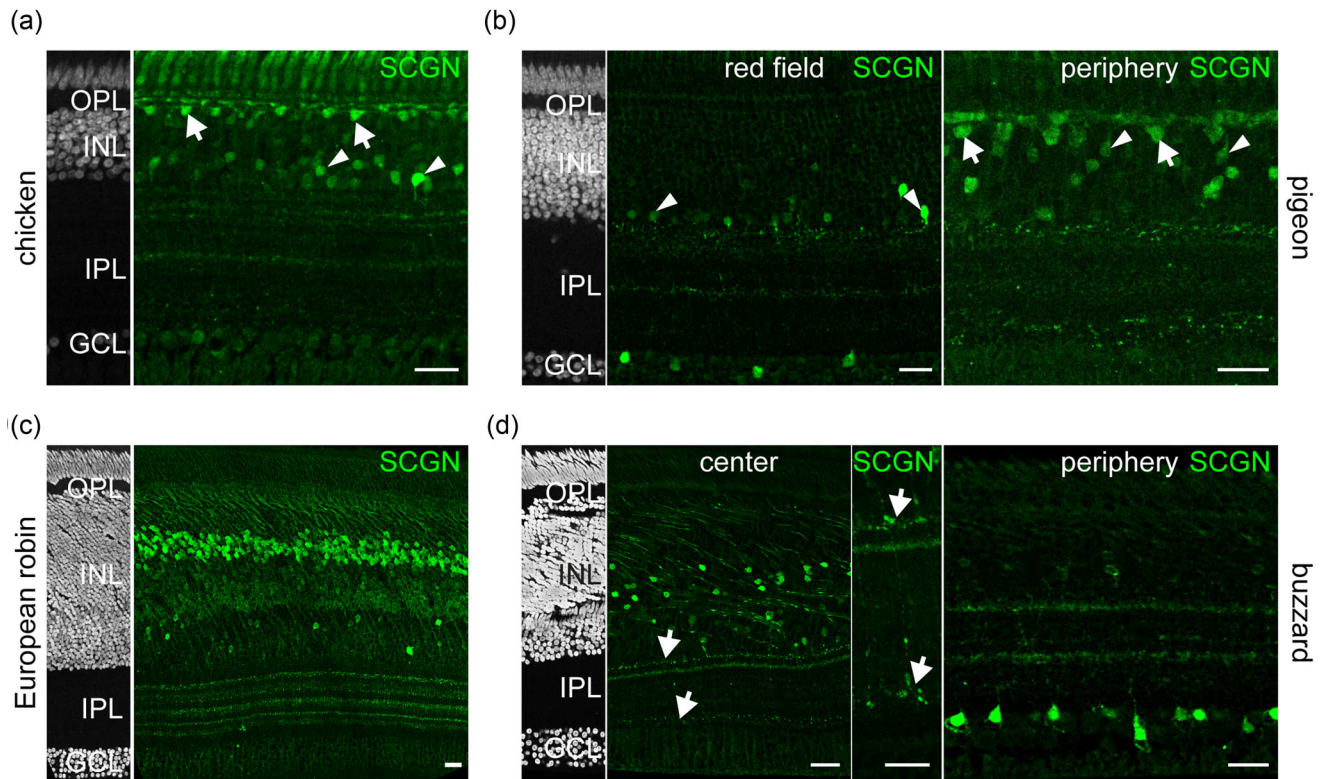 (a)
SCGN
OPL
INL
IPL
GCL
chicken
(b)
red field SCGN
periphery SCGN
OPL
INL
IPL
GCL
pigeon
(c)
SCGN
OPL
INL
IPL
GCL
European robin
(d)
center
SCGN
periphery SCGN
OPL
INL
IPL
GCL
buzzard